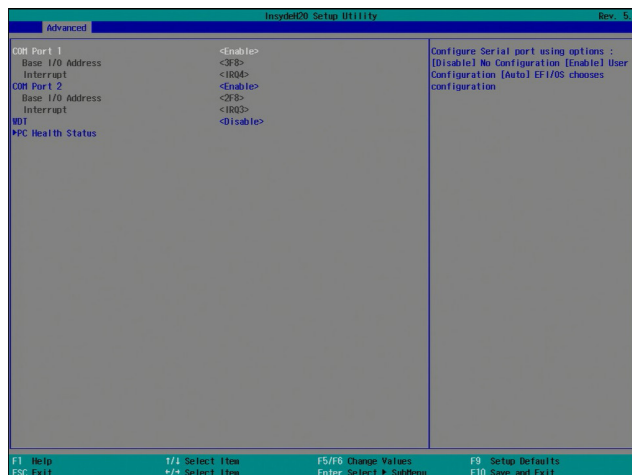 InsydeH20 Setup Utility Rev. 5.
Advanced
COM Port 1 <Enable>
Base I/O Address <3F8>
Interrupt <IRQ4>
COM Port 2 <Enable>
Base I/O Address <2F8>
Interrupt <IRQ3>
WDT <Disable>
▶PC Health Status
Configure Serial port using options :
[Disable] No Configuration [Enable] User
Configuration [Auto] EFI/OS chooses
configuration
F1 Help ↑/↓ Select Item F5/F6 Change Values F9 Setup Defaults
ESC Exit ←/→ Select Item Enter Select ▶ SubMenu F10 Save and Exit